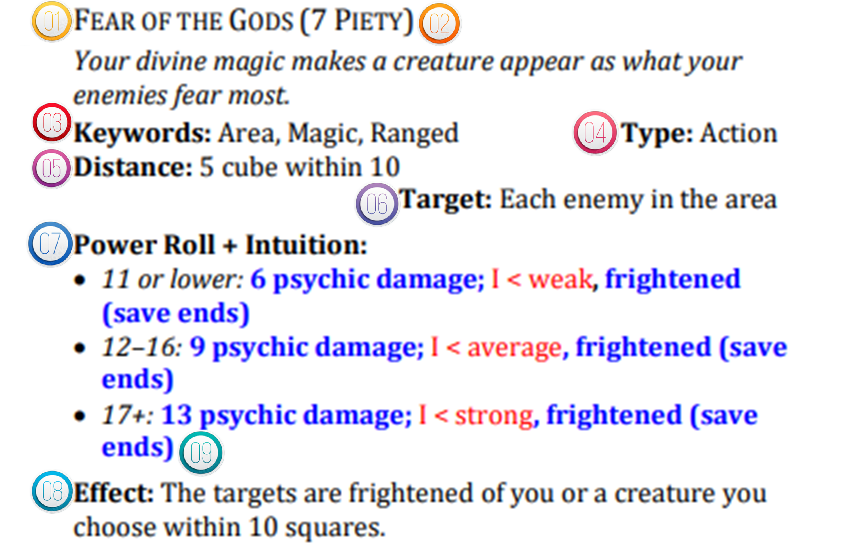 01 FEAR OF THE GODS (7 PIETY) 02
Your divine magic makes a creature appear as what your
enemies fear most.
03 Keywords: Area, Magic, Ranged 04 Type: Action
05 Distance: 5 cube within 10
06 Target: Each enemy in the area
07 Power Roll + Intuition:
• 11 or lower: 6 psychic damage; I < weak, frightened
(save ends)
• 12–16: 9 psychic damage; I < average, frightened (save
ends)
• 17+: 13 psychic damage; I < strong, frightened (save
ends) 09
08 Effect: The targets are frightened of you or a creature you
choose within 10 squares.